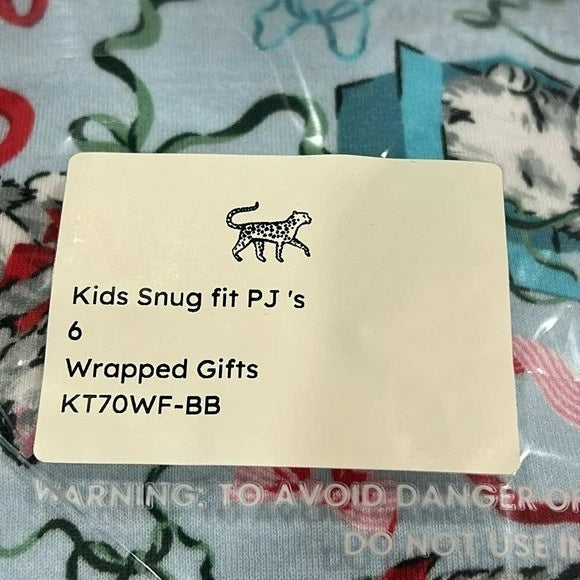 Kids Snug fit PJ 's
6
Wrapped Gifts
KT70WF-BB
WARNING: TO AVOID DANGER OF
DO NOT USE IN